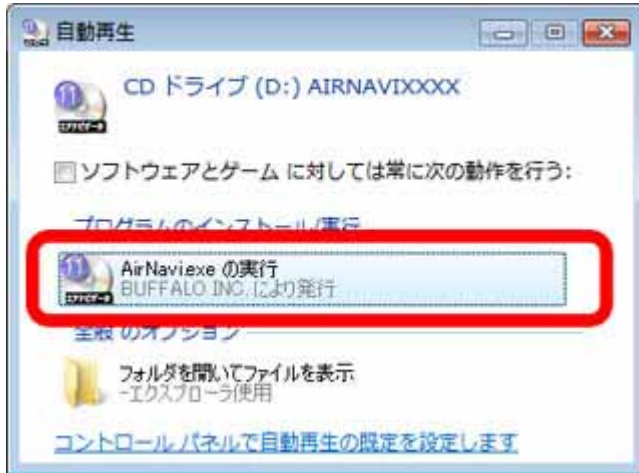 自動再生
CD ドライブ (D:) AIRNAVIXXXX
ソフトウェアとゲーム に対しては常に次の動作を行う:
プログラムのインストール/実行
AirNavi.exe の実行
BUFFALO INC. により発行
全般 のオプション
フォルダを開いてファイルを表示
-エクスプローラ使用
コントロール パネルで自動再生の既定を設定します